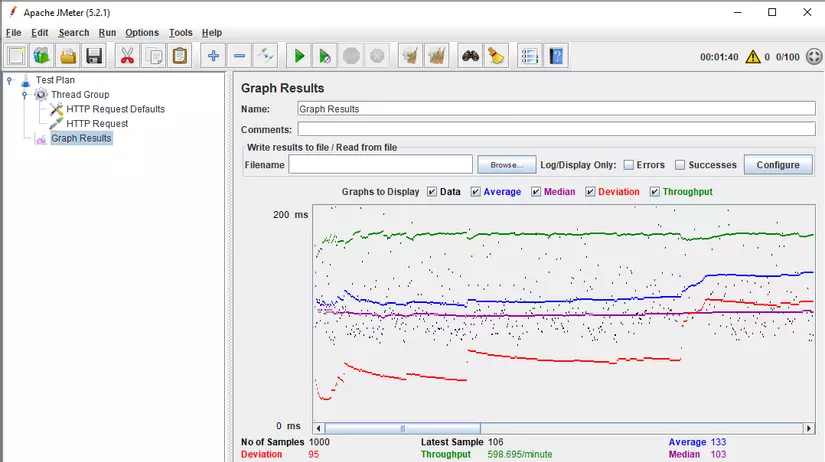 Apache JMeter (5.2.1)
File Edit Search Run Options Tools Help
00:01:40 0 0/100
Test Plan
Thread Group
HTTP Request Defaults
HTTP Request
Graph Results
Graph Results
Name: Graph Results
Comments:
Write results to file / Read from file
Filename Browse... Log/Display Only: Errors Successes Configure
Graphs to Display Data Average Median Deviation Throughput
200 ms
0 ms
No of Samples 1000 Latest Sample 106 Average 133
Deviation 95 Throughput 598.695/minute Median 103